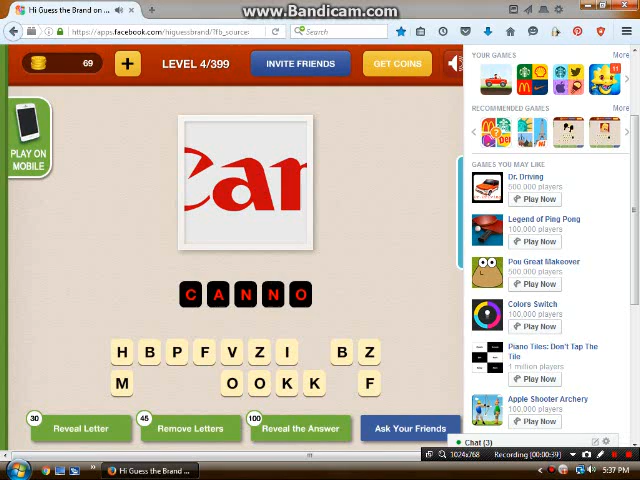 www.Bandicam.com
Hi Guess the Brand on ...
https://apps.facebook.com/higuessbrand/?fb_source=
Search
69
+
LEVEL 4/399
INVITE FRIENDS
GET COINS
PLAY ON
MOBILE
Can
CANNO
H B P F V Z I B Z
M O O K K F
30
Reveal Letter
45
Remove Letters
100
Reveal the Answer
Ask Your Friends
YOUR GAMES
More
11
RECOMMENDED GAMES
More
GAMES YOU MAY LIKE
Dr. Driving
500,000 players
Play Now
Legend of Ping Pong
100,000 players
Play Now
Pou Great Makeover
500,000 players
Play Now
Colors Switch
100,000 players
Play Now
Piano Tiles: Don't Tap The
Tile
1 million players
Play Now
Apple Shooter Archery
100,000 players
Play Now
Chat (3)
1024x768
Recording [00:00:39]
Hi Guess the Brand ...
5:37 PM